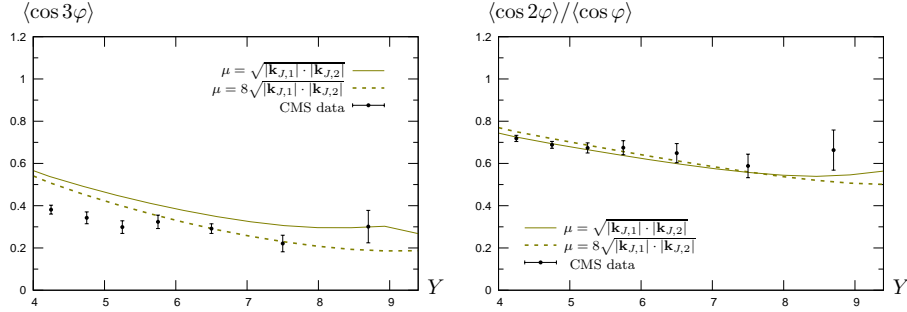 ⟨cos 3φ⟩
1.2
1
0.8
0.6
0.4
0.2
0
4 5 6 7 8 9
Y
μ = √|k_{J,1}| · |k_{J,2}|
μ = 8√|k_{J,1}| · |k_{J,2}|
CMS data
⟨cos 2φ⟩/⟨cos φ⟩
1.2
1
0.8
0.6
0.4
0.2
0
4 5 6 7 8 9
Y
μ = √|k_{J,1}| · |k_{J,2}|
μ = 8√|k_{J,1}| · |k_{J,2}|
CMS data